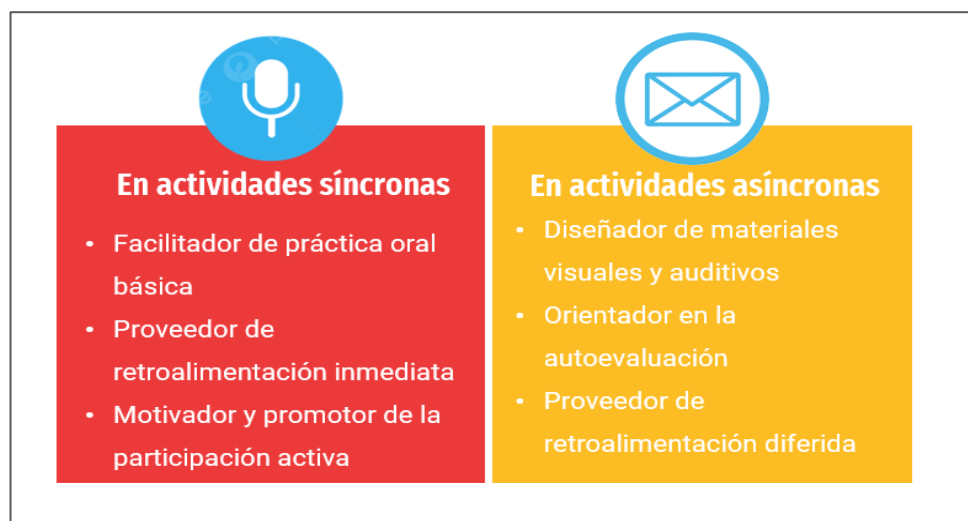 En actividades síncronas
• Facilitador de práctica oral
básica
• Proveedor de
retroalimentación inmediata
• Motivador y promotor de la
participación activa
En actividades asíncronas
• Diseñador de materiales
visuales y auditivos
• Orientador en la
autoevaluación
• Proveedor de
retroalimentación diferida